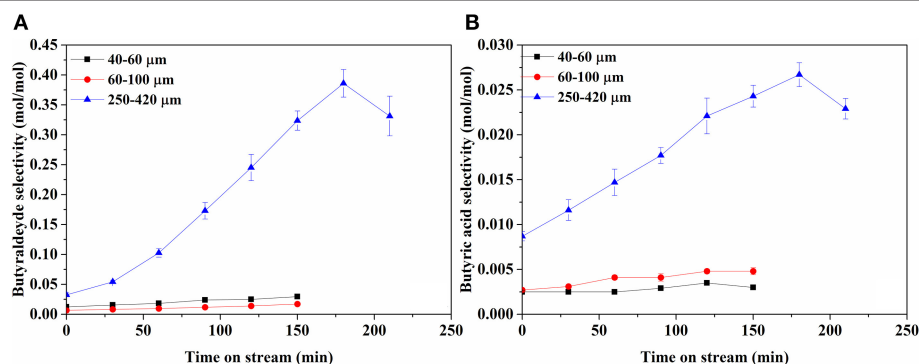 A
Butyraldeyde selectivity (mol/mol)
0.45
0.40
0.35
0.30
0.25
0.20
0.15
0.10
0.05
0.00
40-60 μm
60-100 μm
250-420 μm
0 50 100 150 200 250
Time on stream (min)
B
Butyric acid selectivity (mol/mol)
0.030
0.025
0.020
0.015
0.010
0.005
0.000
40-60 μm
60-100 μm
250-420 μm
0 50 100 150 200 250
Time on stream (min)